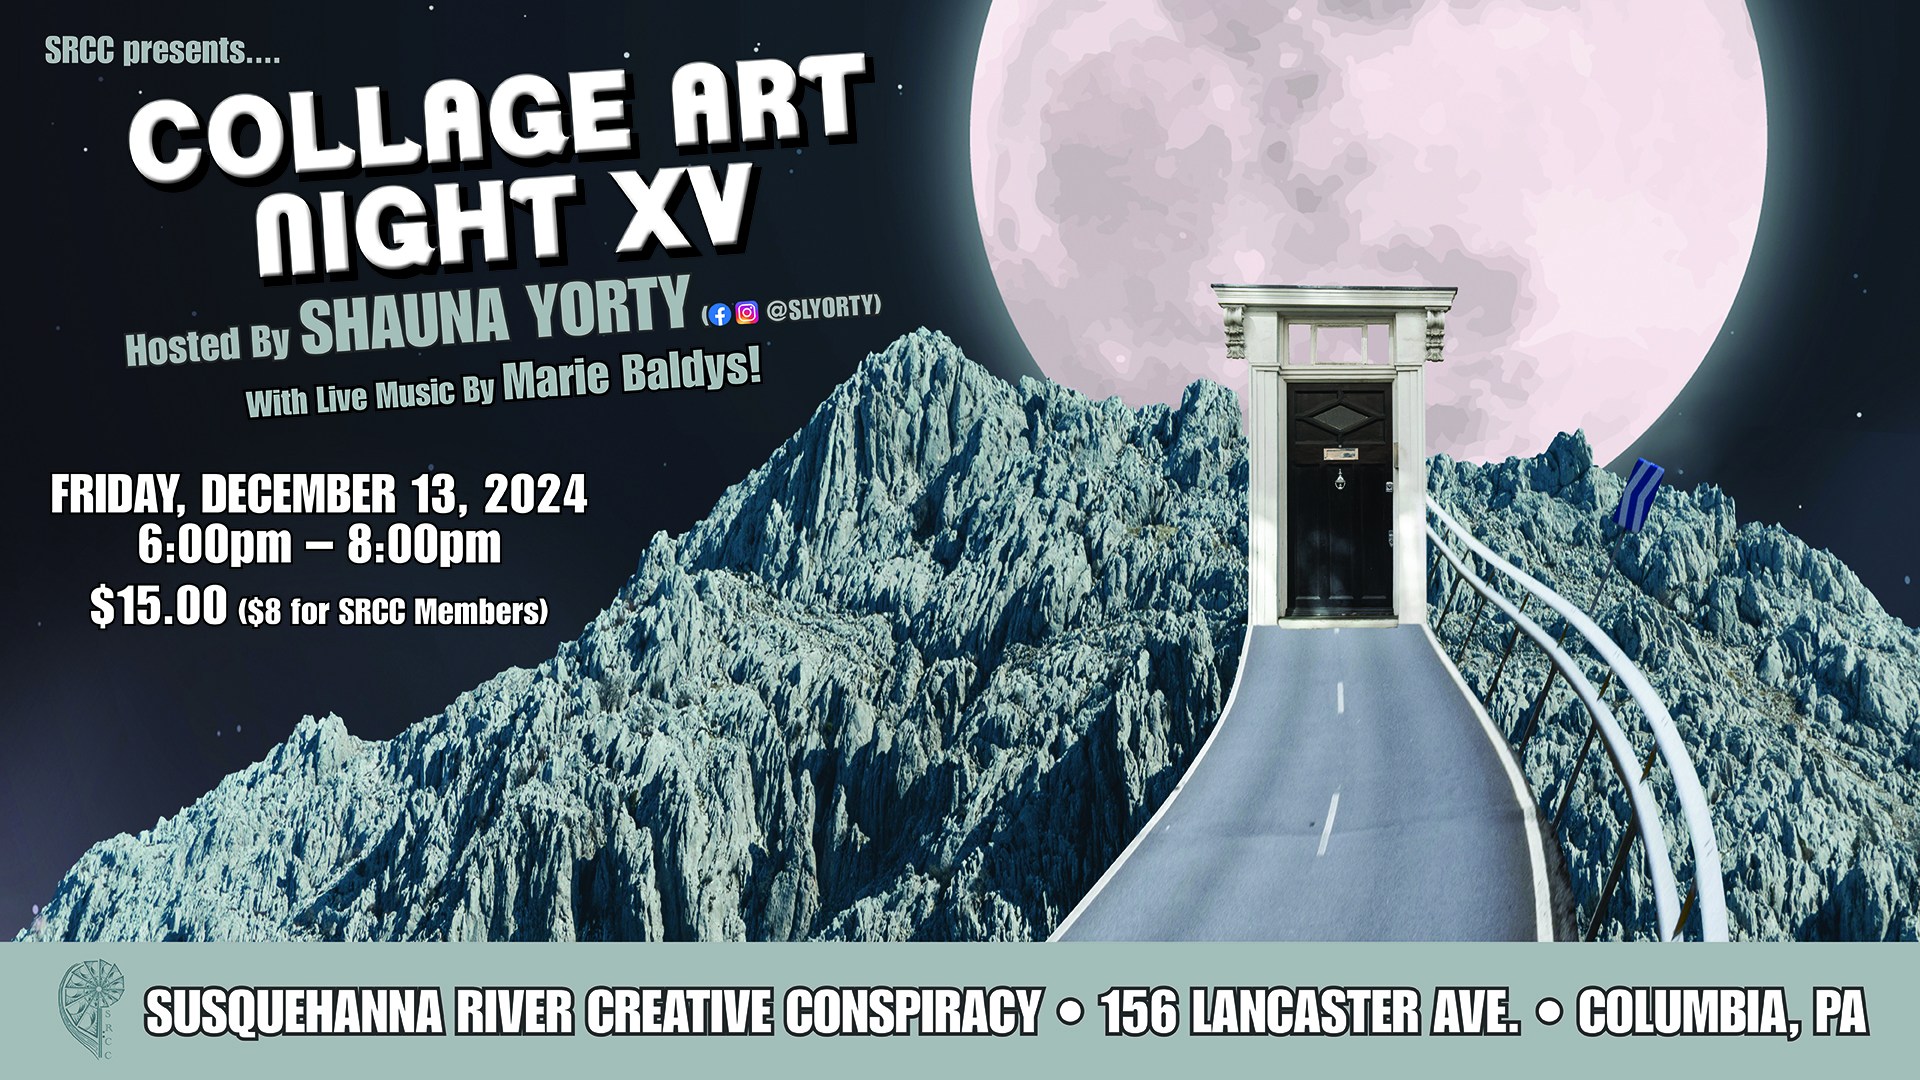 SRCC presents....
COLLAGE ART
NIGHT XV
Hosted By SHAUNA YORTY ( @SLYORTY)
With Live Music By Marie Baldys!
FRIDAY, DECEMBER 13, 2024
6:00pm – 8:00pm
$15.00 ($8 for SRCC Members)
SRCC
SUSQUEHANNA RIVER CREATIVE CONSPIRACY • 156 LANCASTER AVE. • COLUMBIA, PA